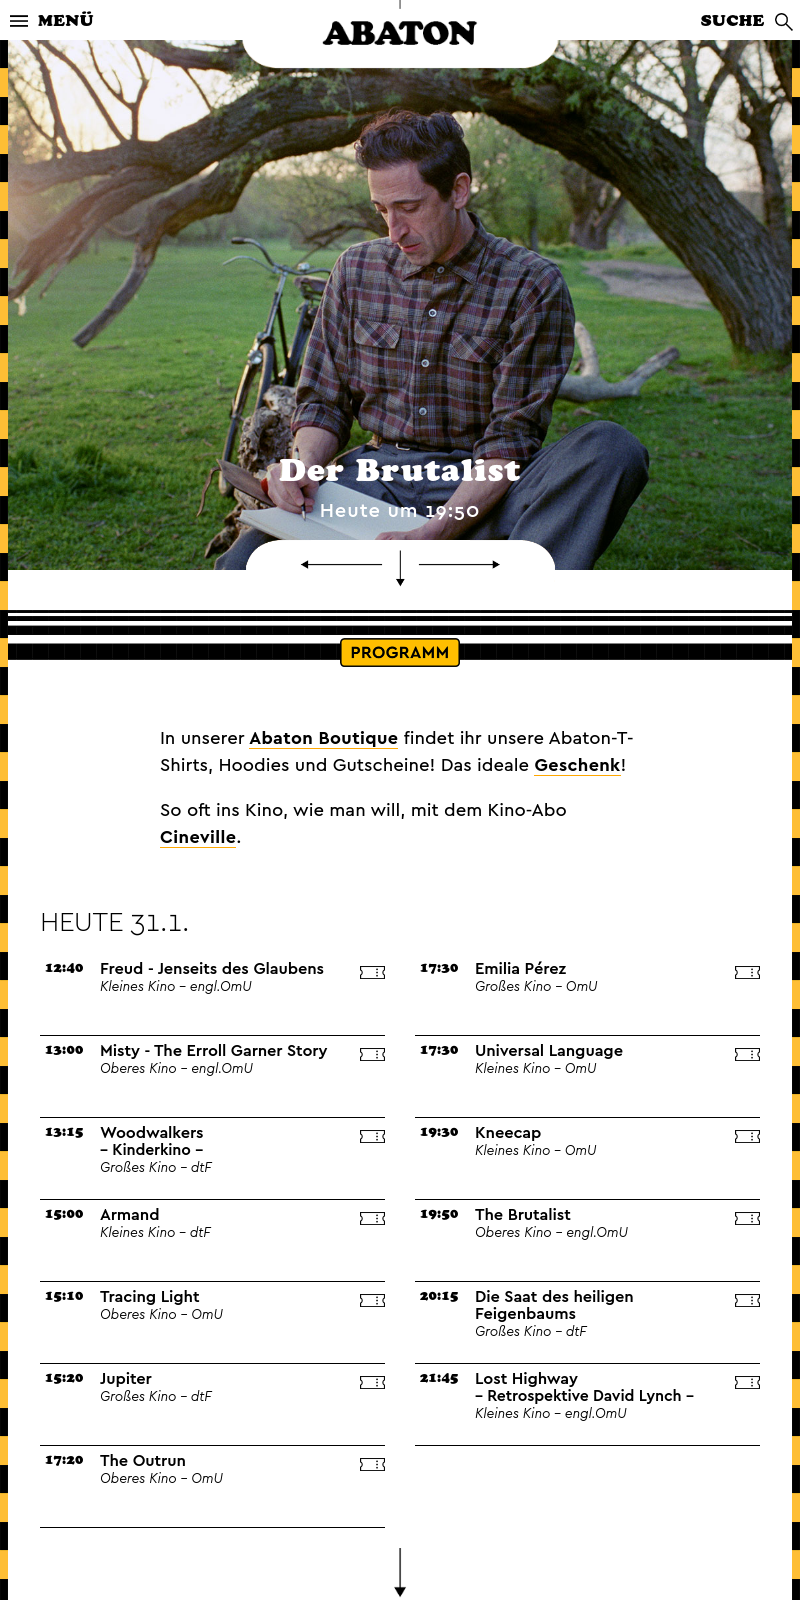 MENÜ
ABATON
SUCHE
Der Brutalist
Heute um 19:50
PROGRAMM
In unserer Abaton Boutique findet ihr unsere Abaton-T-
Shirts, Hoodies und Gutscheine! Das ideale Geschenk!
So oft ins Kino, wie man will, mit dem Kino-Abo
Cineville.
HEUTE 31.1.
12:40 Freud - Jenseits des Glaubens
Kleines Kino – engl.OmU
13:00 Misty - The Erroll Garner Story
Oberes Kino – engl.OmU
13:15 Woodwalkers
– Kinderkino –
Großes Kino – dtF
15:00 Armand
Kleines Kino – dtF
15:10 Tracing Light
Oberes Kino – OmU
15:20 Jupiter
Großes Kino – dtF
17:20 The Outrun
Oberes Kino – OmU
17:30 Emilia Pérez
Großes Kino – OmU
17:30 Universal Language
Kleines Kino – OmU
19:30 Kneecap
Kleines Kino – OmU
19:50 The Brutalist
Oberes Kino – engl.OmU
20:15 Die Saat des heiligen
Feigenbaums
Großes Kino – dtF
21:45 Lost Highway
– Retrospektive David Lynch –
Kleines Kino – engl.OmU